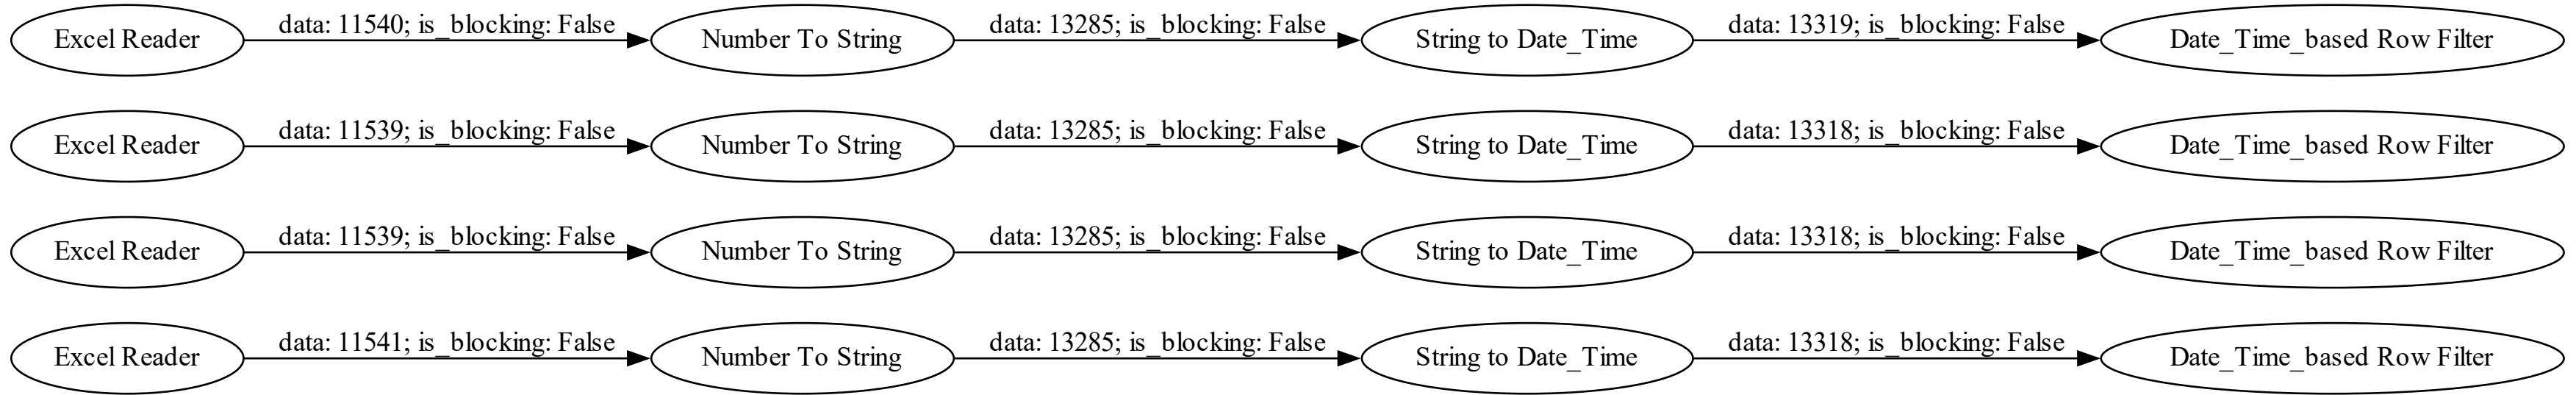 Excel Reader data: 11540; is_blocking: False Number To String data: 13285; is_blocking: False String to Date_Time data: 13319; is_blocking: False Date_Time_based Row Filter
Excel Reader data: 11539; is_blocking: False Number To String data: 13285; is_blocking: False String to Date_Time data: 13318; is_blocking: False Date_Time_based Row Filter
Excel Reader data: 11539; is_blocking: False Number To String data: 13285; is_blocking: False String to Date_Time data: 13318; is_blocking: False Date_Time_based Row Filter
Excel Reader data: 11541; is_blocking: False Number To String data: 13285; is_blocking: False String to Date_Time data: 13318; is_blocking: False Date_Time_based Row Filter